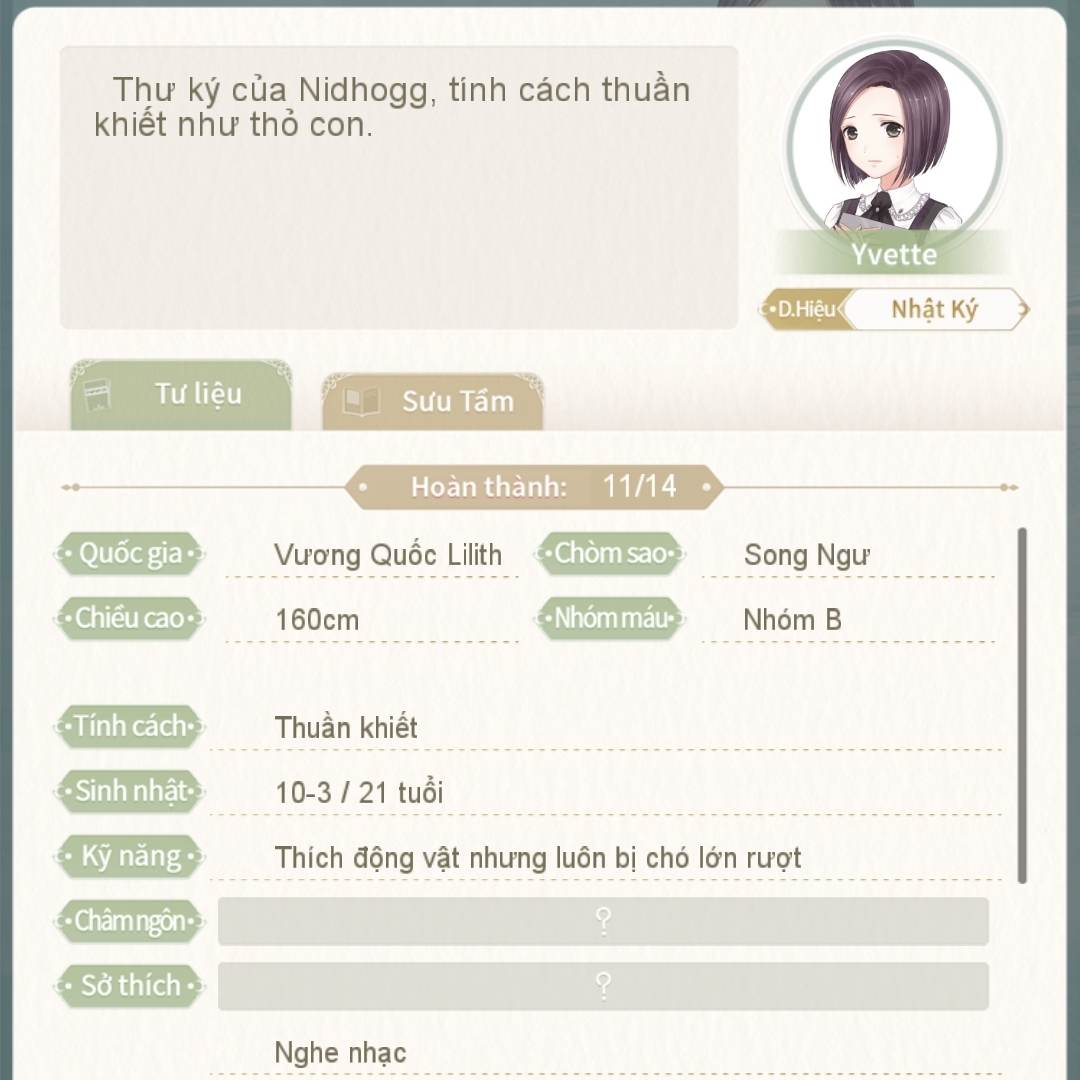 Thư ký của Nidhogg, tính cách thuần
khiết như thỏ con.
Yvette
D.Hiệu Nhật Ký
Tư liệu
Sưu Tầm
Hoàn thành: 11/14
Quốc gia Vương Quốc Lilith Chòm sao Song Ngư
Chiều cao 160cm Nhóm máu Nhóm B
Tính cách Thuần khiết
Sinh nhật 10-3 / 21 tuổi
Kỹ năng Thích động vật nhưng luôn bị chó lớn rượt
Châm ngôn ?
Sở thích ?
Nghe nhạc